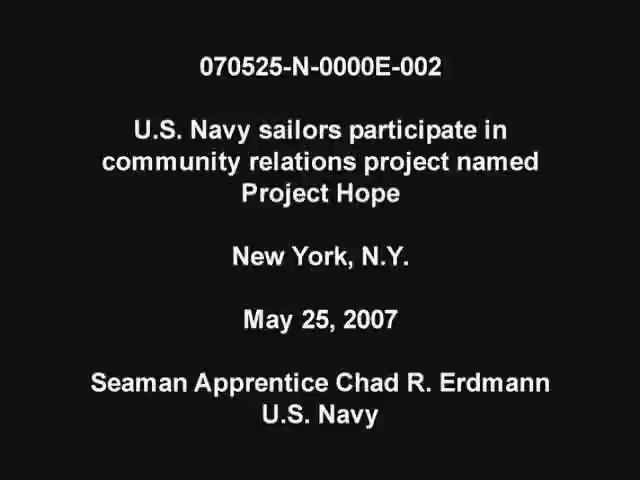 070525-N-0000E-002
U.S. Navy sailors participate in
community relations project named
Project Hope
New York, N.Y.
May 25, 2007
Seaman Apprentice Chad R. Erdmann
U.S. Navy